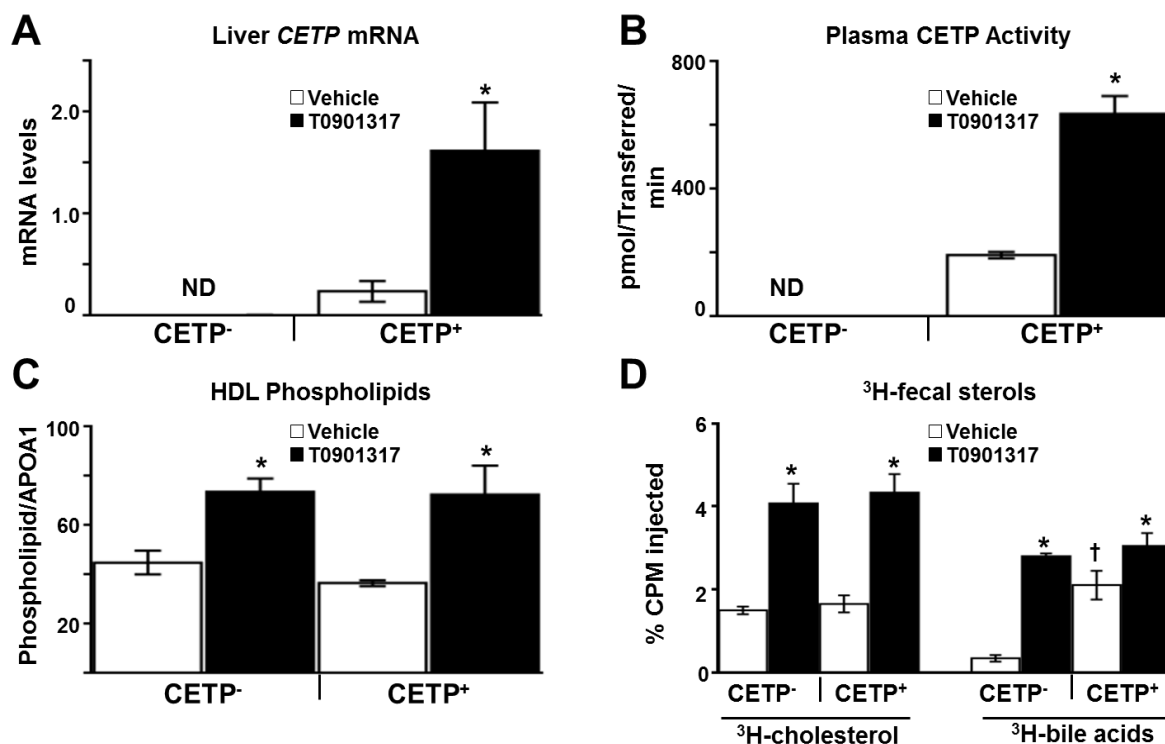 A
Liver CETP mRNA
Vehicle
T0901317
mRNA levels
2.0
1.0
0
ND
*
CETP-
CETP+
B
Plasma CETP Activity
Vehicle
T0901317
pmol/Transferred/
min
800
400
0
ND
*
CETP-
CETP+
C
HDL Phospholipids
Vehicle
T0901317
Phospholipid/APOA1
100
60
20
*
*
CETP-
CETP+
D
³H-fecal sterols
Vehicle
T0901317
% CPM injected
6
4
2
0
*
*
*
†
*
CETP-
CETP+
CETP-
CETP+
³H-cholesterol
³H-bile acids